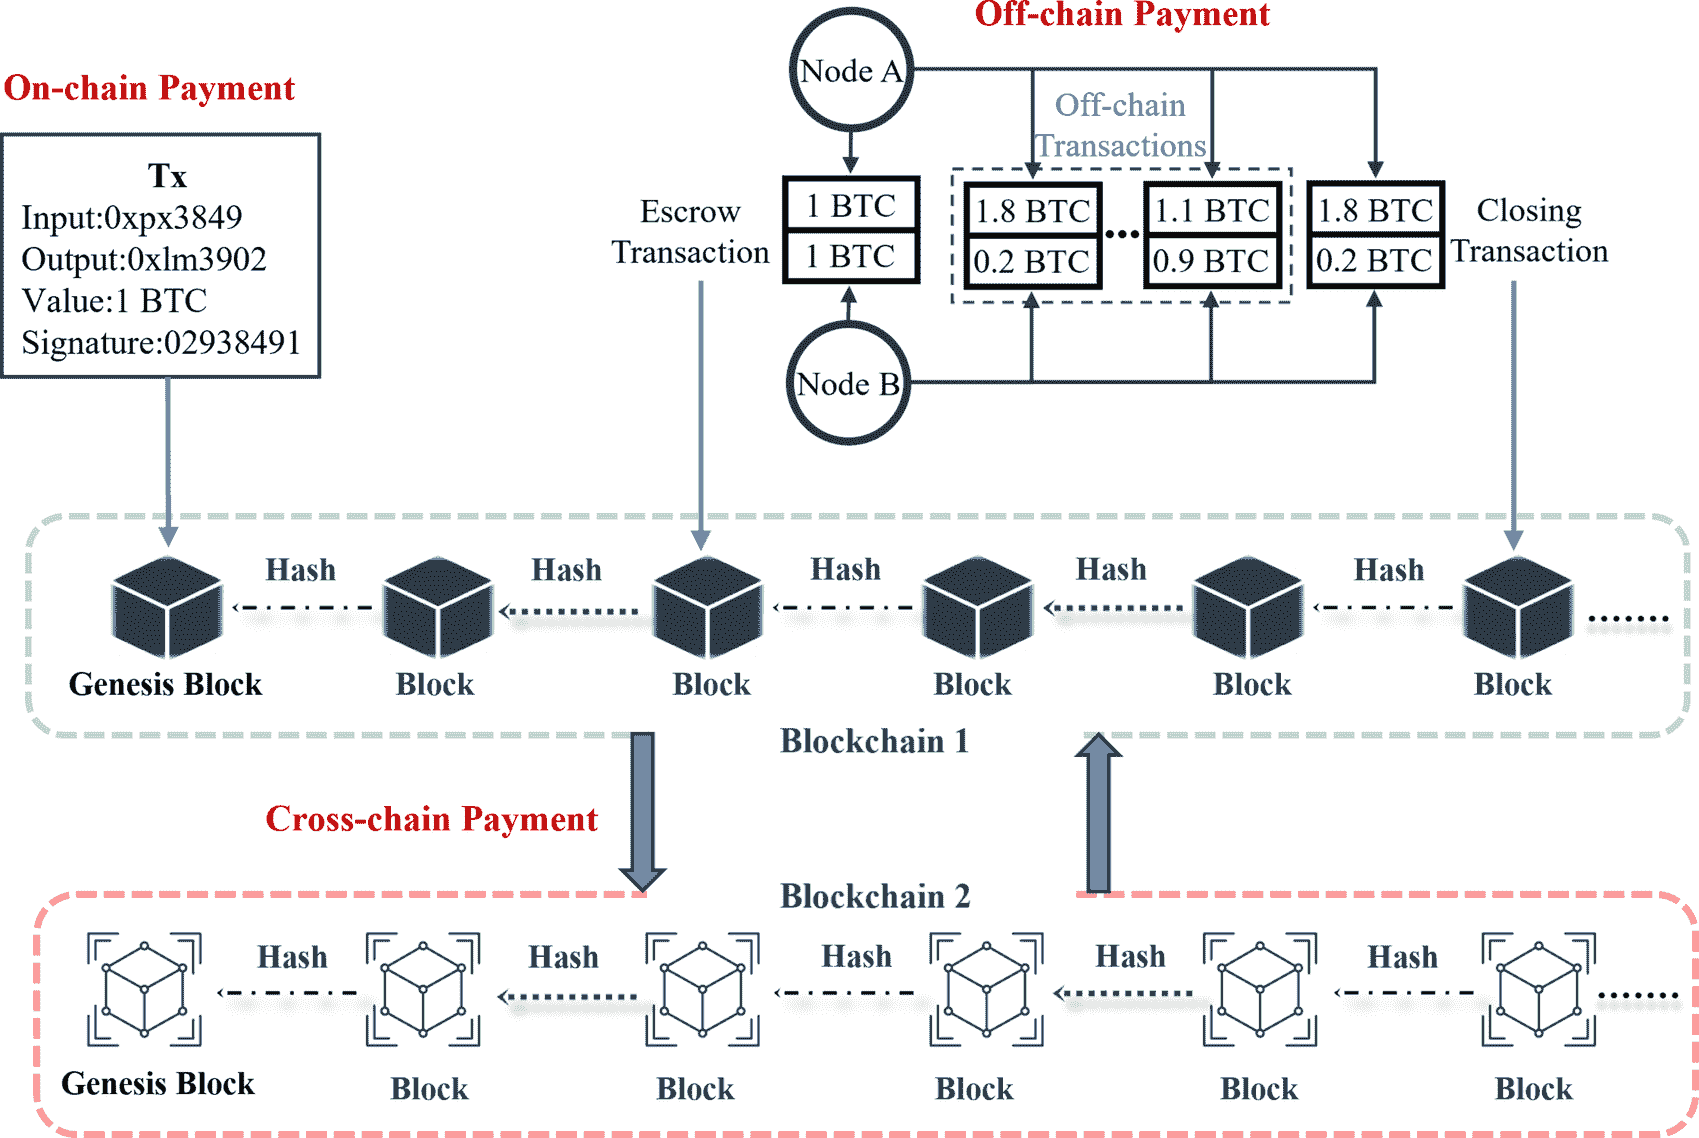 Off-chain Payment
On-chain Payment
Node A
Off-chain
Transactions
Tx
Input:0xpx3849
Output:0xlm3902
Value:1 BTC
Signature:02938491
Escrow
Transaction
1 BTC
1 BTC
1.8 BTC
0.2 BTC
...
1.1 BTC
0.9 BTC
1.8 BTC
0.2 BTC
Closing
Transaction
Node B
Hash
Hash
Hash
Hash
Hash
.......
Genesis Block
Block
Block
Block
Block
Block
Blockchain 1
Cross-chain Payment
Blockchain 2
Hash
Hash
Hash
Hash
Hash
.......
Genesis Block
Block
Block
Block
Block
Block